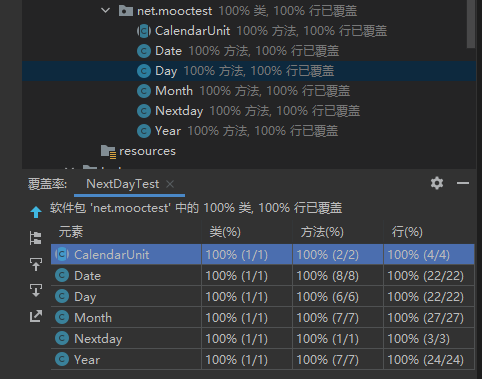 net.mooctest 100% 类, 100% 行已覆盖
CalendarUnit 100% 方法, 100% 行已覆盖
Date 100% 方法, 100% 行已覆盖
Day 100% 方法, 100% 行已覆盖
Month 100% 方法, 100% 行已覆盖
Nextday 100% 方法, 100% 行已覆盖
Year 100% 方法, 100% 行已覆盖
resources
覆盖率: NextDayTest
软件包 'net.mooctest' 中的 100% 类, 100% 行已覆盖
元素 类(%) 方法(%) 行(%)
CalendarUnit 100% (1/1) 100% (2/2) 100% (4/4)
Date 100% (1/1) 100% (8/8) 100% (22/22)
Day 100% (1/1) 100% (6/6) 100% (22/22)
Month 100% (1/1) 100% (7/7) 100% (27/27)
Nextday 100% (1/1) 100% (1/1) 100% (3/3)
Year 100% (1/1) 100% (7/7) 100% (24/24)